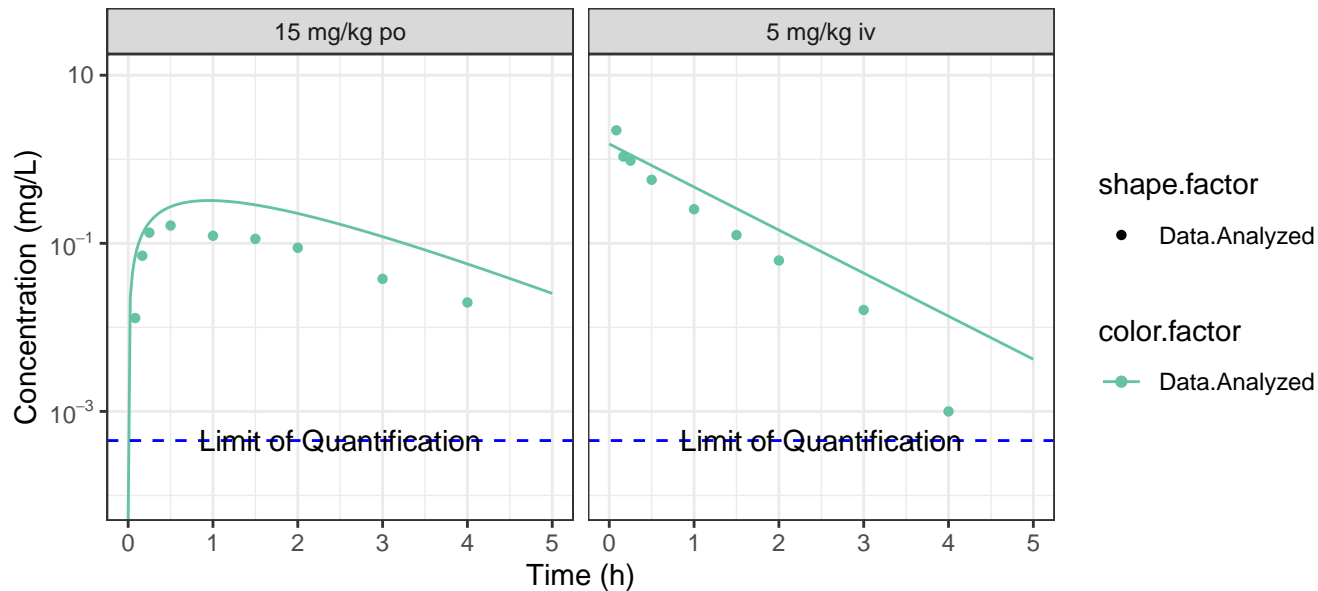 15 mg/kg po
5 mg/kg iv
Concentration (mg/L)
10
10⁻¹
10⁻³
Limit of Quantification
Limit of Quantification
0 1 2 3 4 5
0 1 2 3 4 5
Time (h)
shape.factor
Data.Analyzed
color.factor
Data.Analyzed